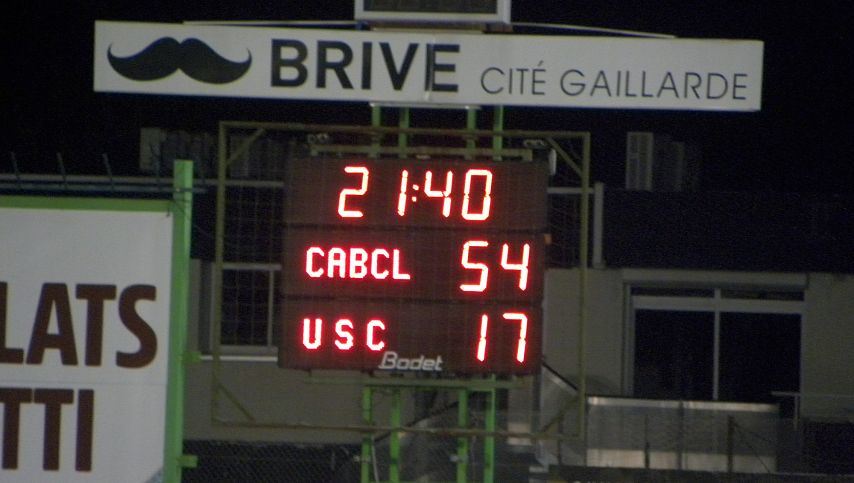 BRIVE CITÉ GAILLARDE
21:40
CABCL 54
USC 17
Bodet
LATS
TTI